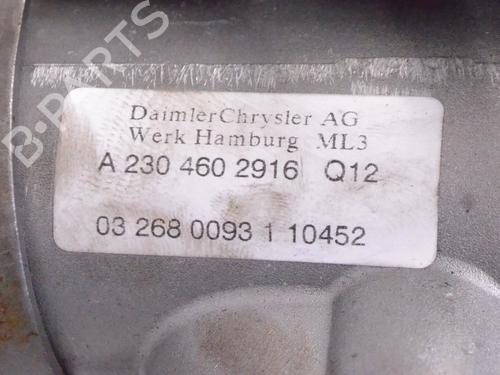 B-PARTS
DaimlerChrysler AG
Werk Hamburg ML3
A 230 460 2916 Q12
03 268 0093 1 10452